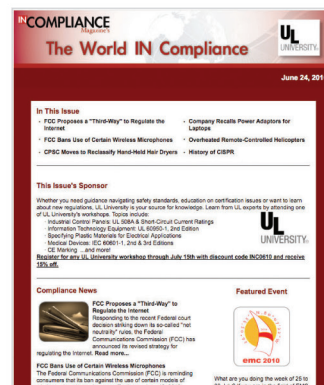 INCOMPLIANCE
Magazine's
The World IN Compliance
UL
UNIVERSITY
June 24, 201
In This Issue
- FCC Proposes a "Third-Way" to Regulate the Internet
- FCC Bans Use of Certain Wireless Microphones
- CPSC Moves to Reclassify Hand-Held Hair Dryers
- Company Recalls Power Adaptors for Laptops
- Overheated Remote-Controlled Helicopters
- History of CISPR
This Issue's Sponsor
Whether you need guidance navigating safety standards, education on certification issues or want to learn
about new regulations, UL University is your source for knowledge. Learn from UL experts by attending one
of UL University's workshops. Topics include:
· Industrial Control Panels: UL 508A & Short-Circuit Current Ratings
· Information Technology Equipment: UL 60950-1, 2nd Edition
· Specifying Plastic Materials for Electrical Applications
· Medical Devices: IEC 60601-1, 2nd & 3rd Editions
· CE Marking ...and more!
UL
UNIVERSITY
Register for any UL University workshop through July 15th with discount code INC0610 and receive
15% off.
Compliance News
FCC Proposes a "Third-Way" to
Regulate the Internet
Responding to the recent Federal court
decision striking down its so-called "net
neutrality" rules, the Federal
Communications Commission (FCC) has
announced its revised strategy for
regulating the Internet. Read more...
FCC Bans Use of Certain Wireless Microphones
The Federal Communications Commission (FCC) is reminding
consumers that its ban against the use of certain models of
Featured Event
emc 2010
What are you doing the week of 25 to